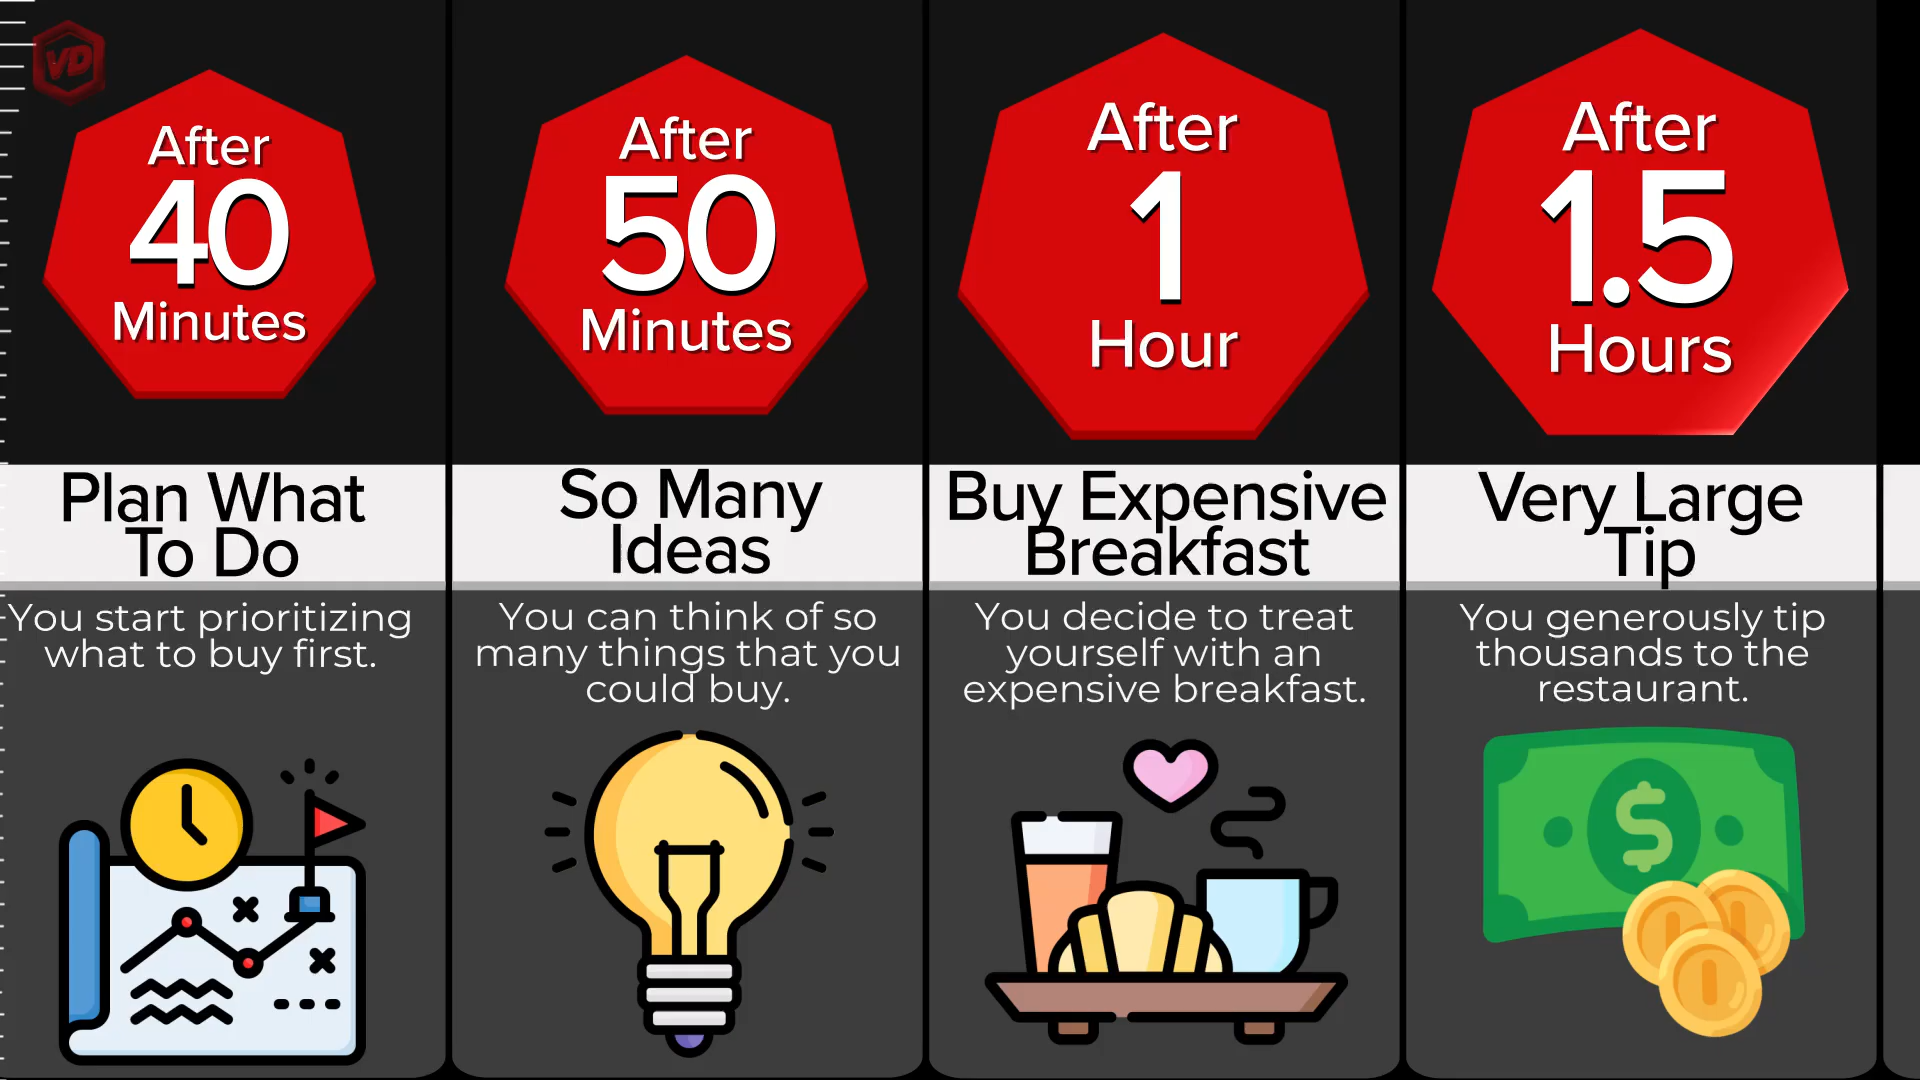 VD
After
40
Minutes
Plan What
To Do
You start prioritizing
what to buy first.
After
50
Minutes
So Many
Ideas
You can think of so
many things that you
could buy.
After
1
Hour
Buy Expensive
Breakfast
You decide to treat
yourself with an
expensive breakfast.
After
1.5
Hours
Very Large
Tip
You generously tip
thousands to the
restaurant.
$